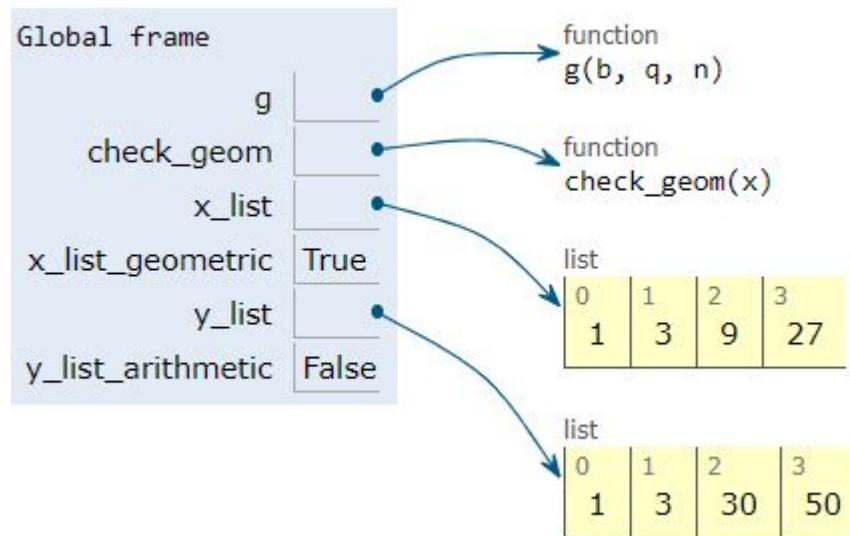 Global frame
g
check_geom
x_list
x_list_geometric True
y_list
y_list_arithmetic False
function
g(b, q, n)
function
check_geom(x)
list
0 1 2 3
1 3 9 27
list
0 1 2 3
1 3 30 50